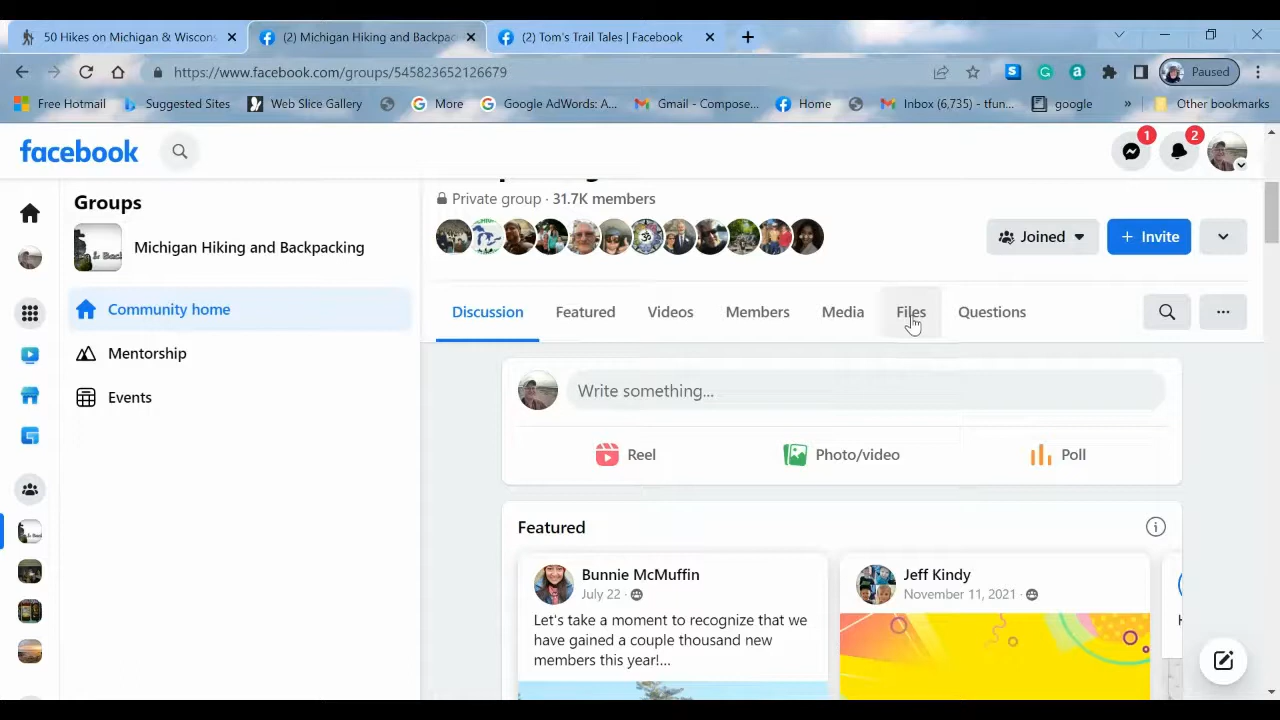 50 Hikes on Michigan & Wiscons
(2) Michigan Hiking and Backpac
(2) Tom's Trail Tales | Facebook
https://www.facebook.com/groups/545823652126679
Paused
Free Hotmail
Suggested Sites
Web Slice Gallery
More
Google AdWords: A...
Gmail - Compose...
Home
Inbox (6,735) - tfun...
google
»
Other bookmarks
facebook
1
2
Groups
Michigan Hiking and Backpacking
Community home
Mentorship
Events
Private group · 31.7K members
Joined
+ Invite
Discussion
Featured
Videos
Members
Media
Files
Questions
Write something...
Reel
Photo/video
Poll
Featured
Bunnie McMuffin
July 22 ·
Let's take a moment to recognize that we
have gained a couple thousand new
members this year!...
Jeff Kindy
November 11, 2021 ·